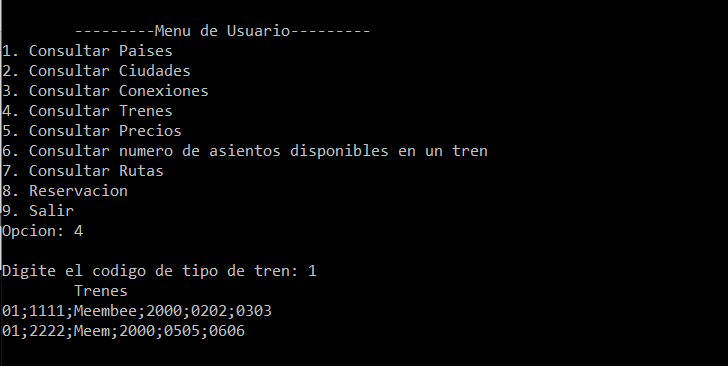 ---------Menu de Usuario---------
1. Consultar Paises
2. Consultar Ciudades
3. Consultar Conexiones
4. Consultar Trenes
5. Consultar Precios
6. Consultar numero de asientos disponibles en un tren
7. Consultar Rutas
8. Reservacion
9. Salir
Opcion: 4
Digite el codigo de tipo de tren: 1
Trenes
01;1111;Meembee;2000;0202;0303
01;2222;Meem;2000;0505;0606